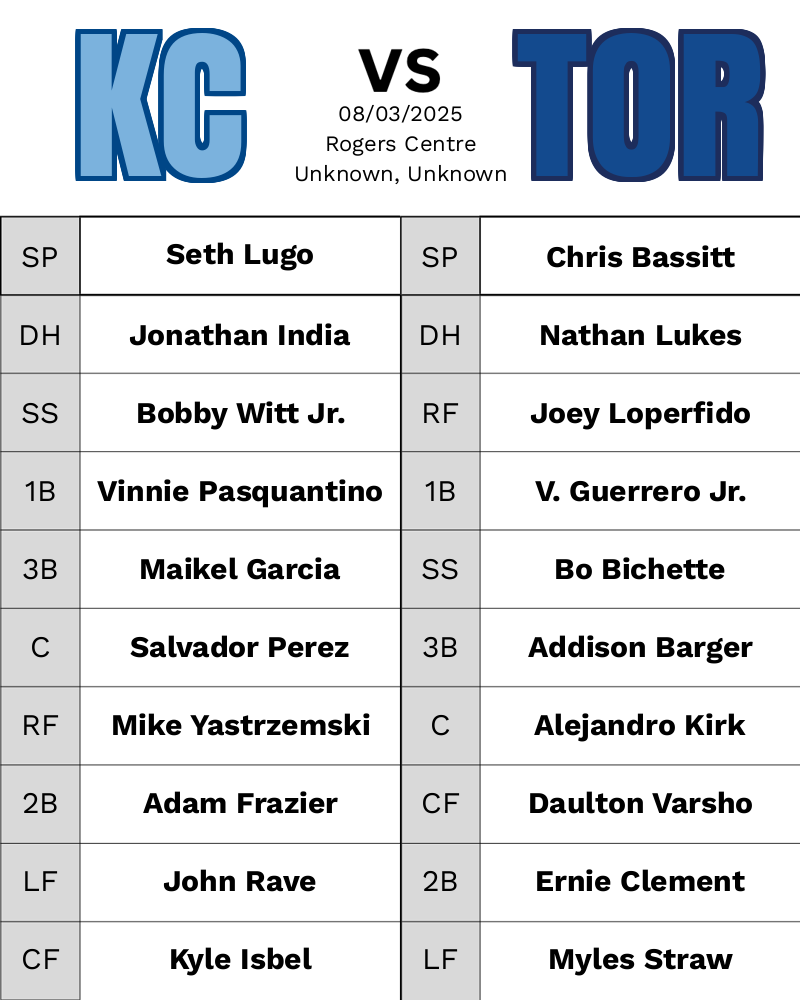 KC
VS
TOR
08/03/2025
Rogers Centre
Unknown, Unknown
SP Seth Lugo SP Chris Bassitt
DH Jonathan India DH Nathan Lukes
SS Bobby Witt Jr. RF Joey Loperfido
1B Vinnie Pasquantino 1B V. Guerrero Jr.
3B Maikel Garcia SS Bo Bichette
C Salvador Perez 3B Addison Barger
RF Mike Yastrzemski C Alejandro Kirk
2B Adam Frazier CF Daulton Varsho
LF John Rave 2B Ernie Clement
CF Kyle Isbel LF Myles Straw